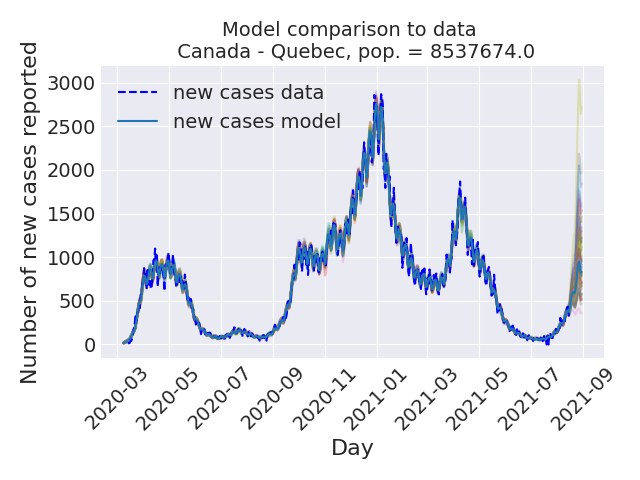 Model comparison to data
Canada - Quebec, pop. = 8537674.0
Number of new cases reported
3000
2500
2000
1500
1000
500
0
new cases data
new cases model
2020-03
2020-05
2020-07
2020-09
2020-11
2021-01
2021-03
2021-05
2021-07
2021-09
Day